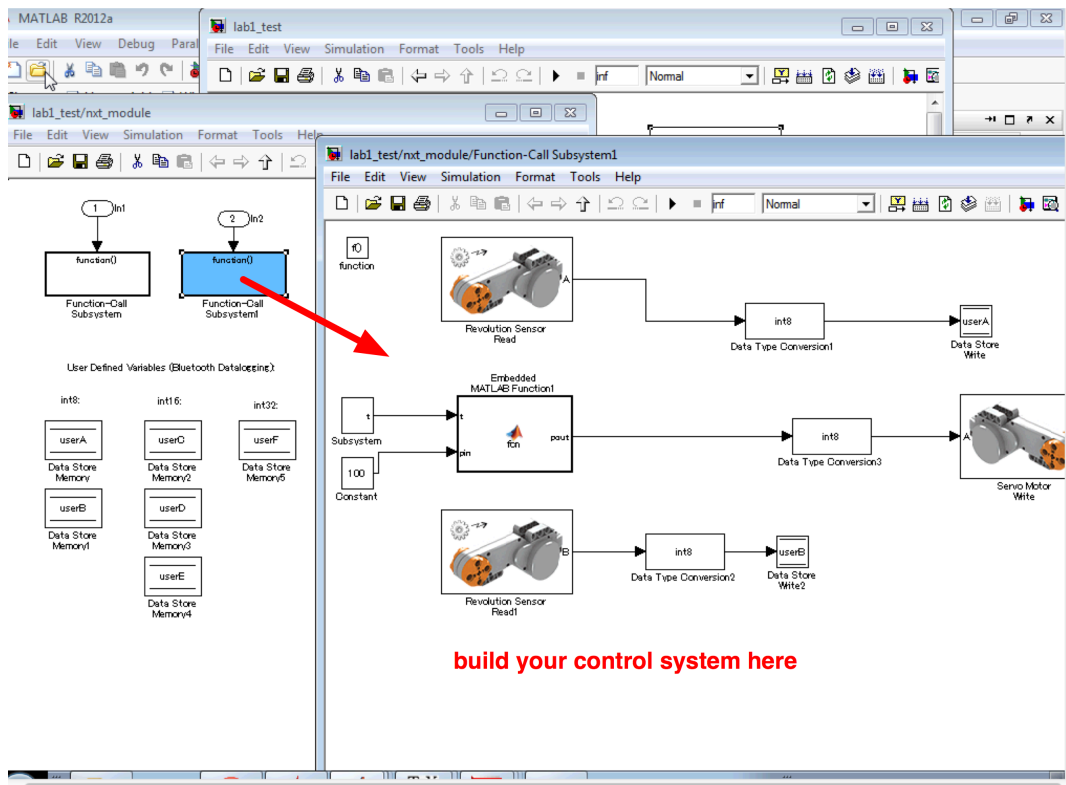 MATLAB R2012a
Edit View Debug Paral
lab1_test
File Edit View Simulation Format Tools Help
inf Normal
lab1_test/nxt_module
File Edit View Simulation Format Tools Help
lab1_test/nxt_module/Function-Call Subsystem1
File Edit View Simulation Format Tools Help
inf Normal
1 In1
2 In2
function()
function()
Function-Call
Subsystem
Function-Call
Subsystem1
User Defined Variables (Bluetooth Datalogging):
int8: int16: int32:
userA userC userF
Data Store
Memory
Data Store
Memory2
Data Store
Memory5
userB userD
Data Store
Memory1
Data Store
Memory3
userE
Data Store
Memory4
f()
function
A
Revolution Sensor
Read
int8
Data Type Conversion1
userA
Data Store
Write
Embedded
MATLAB Function1
t
Subsystem
100
Constant
t
pin
fcn
pout
int8
Data Type Conversion3
A
Servo Motor
Write
B
Revolution Sensor
Read1
int8
Data Type Conversion2
userB
Data Store
Write2
build your control system here